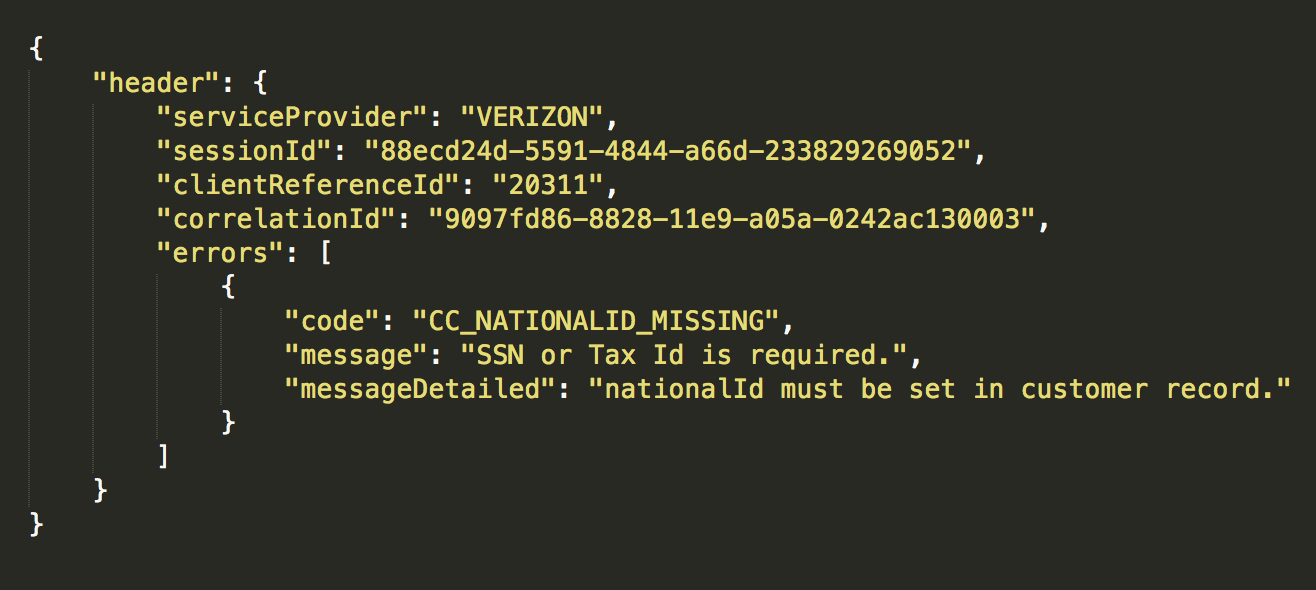 {
    "header": {
        "serviceProvider": "VERIZON",
        "sessionId": "88ecd24d-5591-4844-a66d-233829269052",
        "clientReferenceId": "20311",
        "correlationId": "9097fd86-8828-11e9-a05a-0242ac130003",
        "errors": [
            {
                "code": "CC_NATIONALID_MISSING",
                "message": "SSN or Tax Id is required.",
                "messageDetailed": "nationalId must be set in customer record."
            }
        ]
    }
}